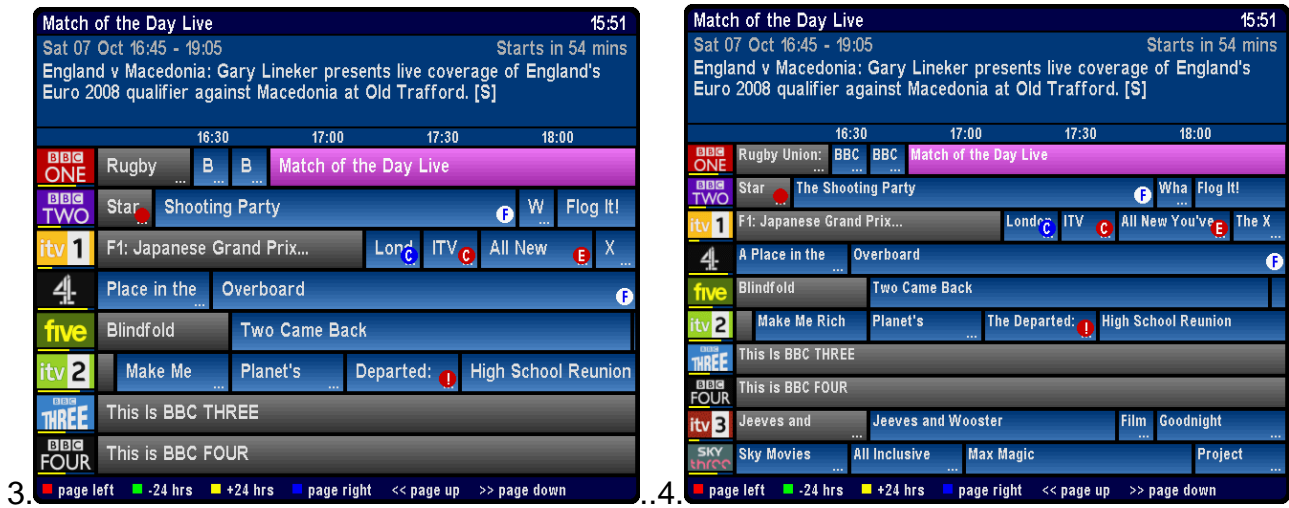 Match of the Day Live 15:51
Sat 07 Oct 16:45 - 19:05 Starts in 54 mins
England v Macedonia: Gary Lineker presents live coverage of England's
Euro 2008 qualifier against Macedonia at Old Trafford. [S]
16:30 17:00 17:30 18:00
BBC ONE Rugby ... B ... B ... Match of the Day Live
BBC TWO Star ... Shooting Party F W ... Flog It!
itv 1 F1: Japanese Grand Prix... Lond C ITV C All New E X ...
4 Place in the ... Overboard F
five Blindfold Two Came Back
itv 2 Make Me ... Planet's ... Departed: ! High School Reunion
BBC THREE This Is BBC THREE
BBC FOUR This is BBC FOUR
3. page left -24 hrs +24 hrs page right << page up >> page down
Match of the Day Live 15:51
Sat 07 Oct 16:45 - 19:05 Starts in 54 mins
England v Macedonia: Gary Lineker presents live coverage of England's
Euro 2008 qualifier against Macedonia at Old Trafford. [S]
16:30 17:00 17:30 18:00
BBC ONE Rugby Union: ... BBC ... BBC ... Match of the Day Live
BBC TWO Star The Shooting Party F Wha ... Flog It!
itv 1 F1: Japanese Grand Prix... London C ITV C All New You've E The X ...
4 A Place in the ... Overboard F
five Blindfold Two Came Back
itv 2 Make Me Rich Planet's ... The Departed: ! High School Reunion
BBC THREE This Is BBC THREE
BBC FOUR This is BBC FOUR
itv 3 Jeeves and ... Jeeves and Wooster Film ... Goodnight ...
SKY three Sky Movies ... All Inclusive ... Max Magic Project ...
..4. page left -24 hrs +24 hrs page right << page up >> page down